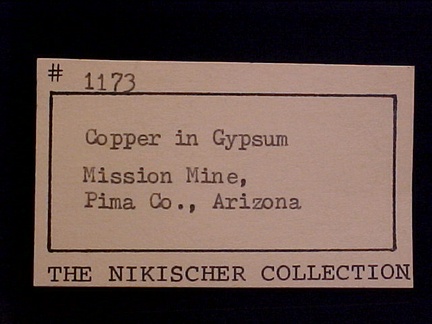 # 1173
Copper in Gypsum
Mission Mine,
Pima Co., Arizona
THE NIKISCHER COLLECTION